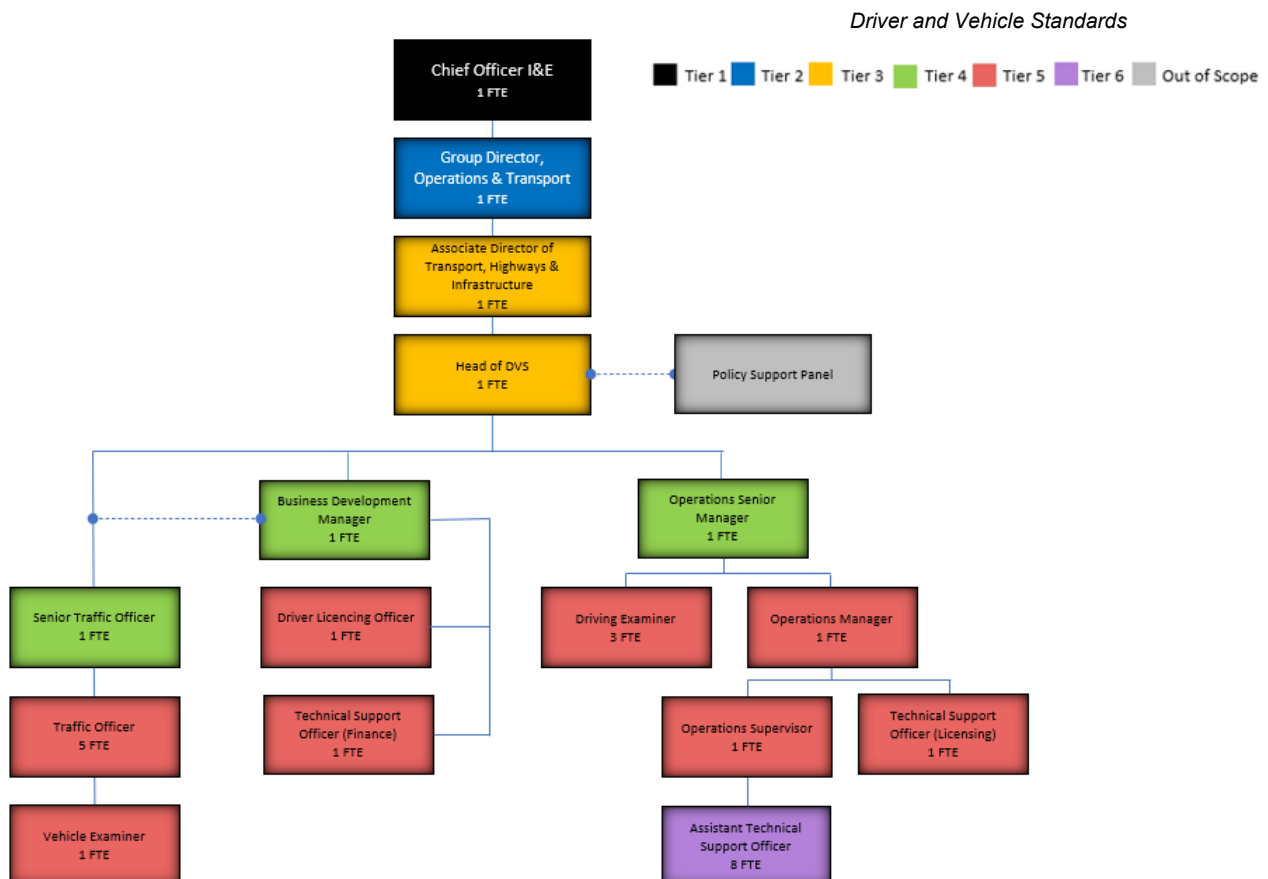 Driver and Vehicle Standards
Tier 1
Tier 2
Tier 3
Tier 4
Tier 5
Tier 6
Out of Scope
Chief Officer I&E
1 FTE
Group Director,
Operations & Transport
1 FTE
Associate Director of
Transport, Highways &
Infrastructure
1 FTE
Head of DVS
1 FTE
Policy Support Panel
Business Development
Manager
1 FTE
Operations Senior
Manager
1 FTE
Senior Traffic Officer
1 FTE
Driver Licencing Officer
1 FTE
Driving Examiner
3 FTE
Operations Manager
1 FTE
Traffic Officer
5 FTE
Technical Support
Officer (Finance)
1 FTE
Operations Supervisor
1 FTE
Technical Support
Officer (Licensing)
1 FTE
Vehicle Examiner
1 FTE
Assistant Technical
Support Officer
8 FTE